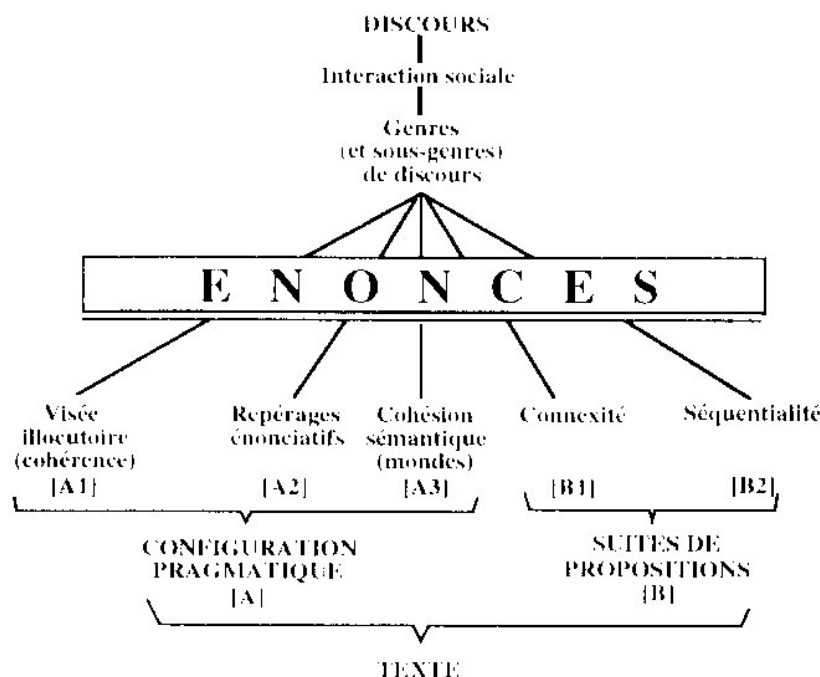 DISCOURS
Interaction sociale
Genres
(et sous-genres)
de discours
E N O N C E S
Visée
illocutoire
(cohérence)
[A1]
Repérages
énonciatifs
[A2]
Cohésion
sémantique
(mondes)
[A3]
Connexité
[B1]
Séquentialité
[B2]
CONFIGURATION
PRAGMATIQUE
[A]
SUITES DE
PROPOSITIONS
[B]
TEXTE